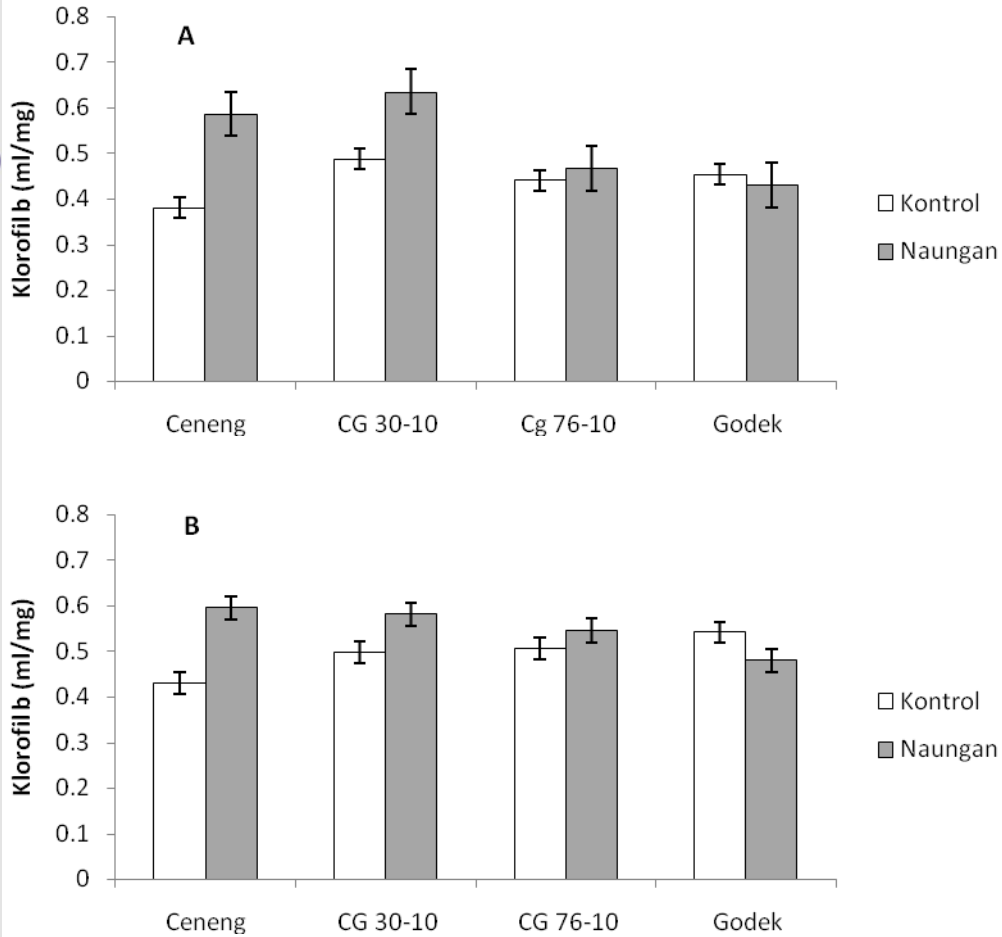 A
Klorofil b (ml/mg)
0.8
0.7
0.6
0.5
0.4
0.3
0.2
0.1
0
Ceneng CG 30-10 Cg 76-10 Godek
Kontrol
Naungan
B
Klorofil b (ml/mg)
0.8
0.7
0.6
0.5
0.4
0.3
0.2
0.1
0
Ceneng CG 30-10 CG 76-10 Godek
Kontrol
Naungan